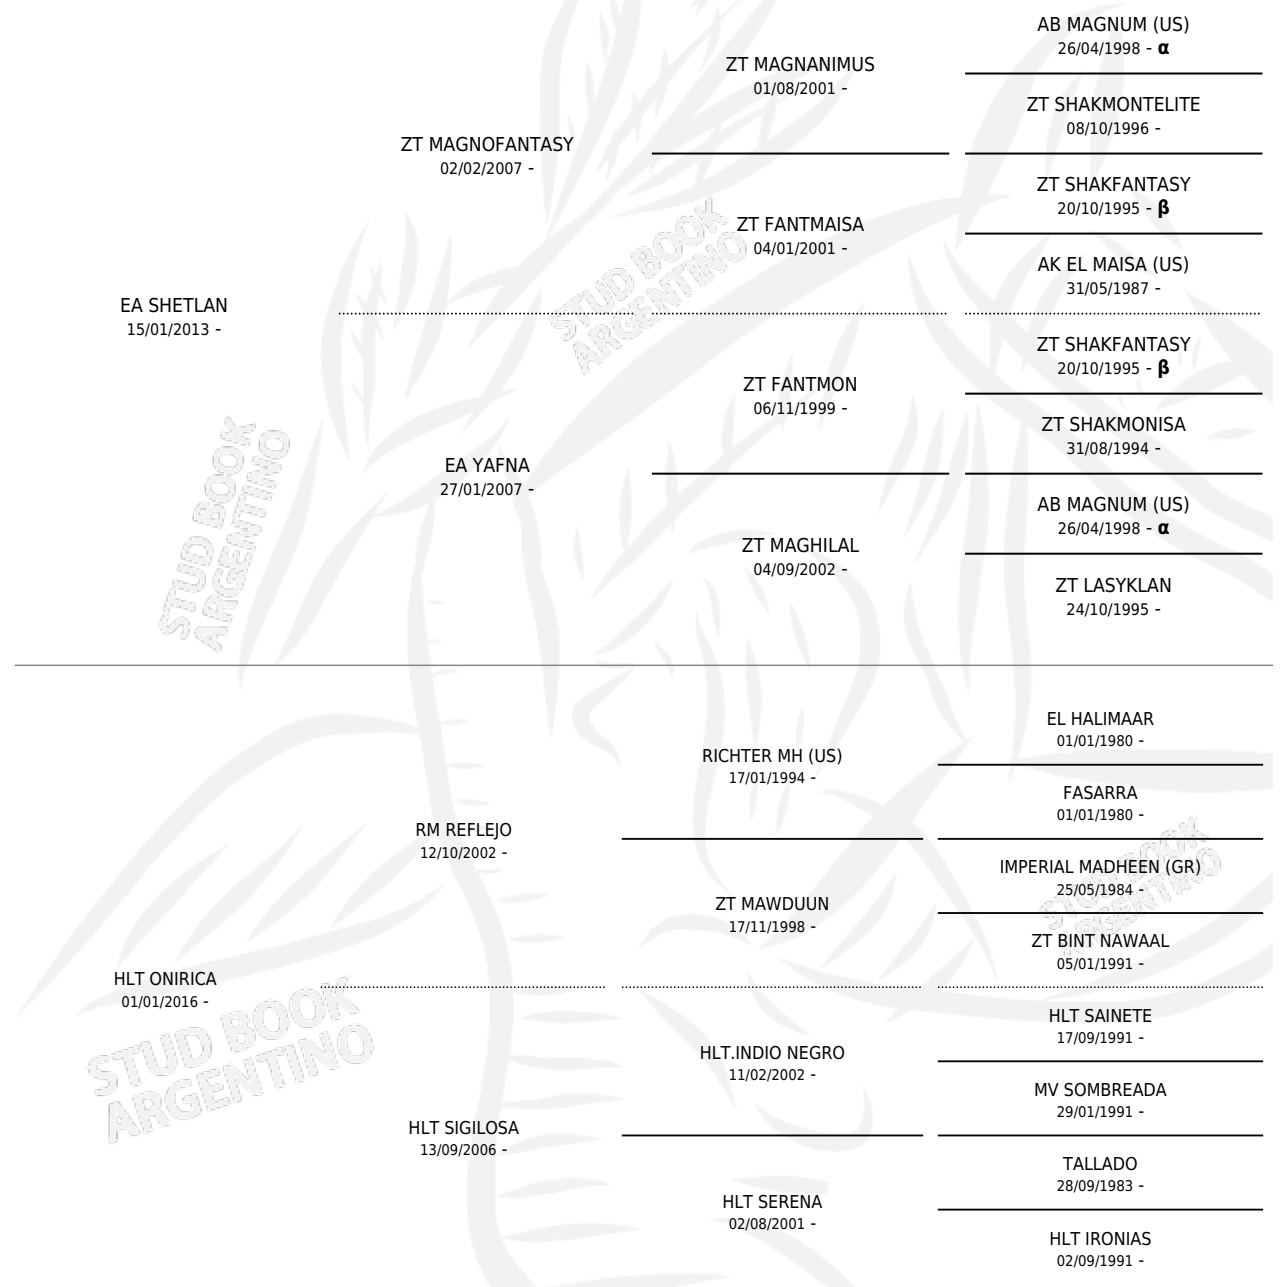 AB MAGNUM (US)
26/04/1998 - α
ZT MAGNANIMUS
01/08/2001 -
ZT SHAKMONTELITE
08/10/1996 -
ZT MAGNOFANTASY
02/02/2007 -
ZT SHAKFANTASY
20/10/1995 - β
ZT FANTMAISA
04/01/2001 -
AK EL MAISA (US)
31/05/1987 -
EA SHETLAN
15/01/2013 -
STUD BOOK
ARGENTINO
ZT SHAKFANTASY
20/10/1995 - β
ZT FANTMON
06/11/1999 -
ZT SHAKMONISA
31/08/1994 -
EA YAFNA
27/01/2007 -
AB MAGNUM (US)
26/04/1998 - α
ZT MAGHILAL
04/09/2002 -
ZT LASYKLAN
24/10/1995 -
STUD BOOK
ARGENTINO
EL HALIMAAR
01/01/1980 -
RICHTER MH (US)
17/01/1994 -
FASARRA
01/01/1980 -
RM REFLEJO
12/10/2002 -
IMPERIAL MADHEEN (GR)
25/05/1984 -
ZT MAWDUUN
17/11/1998 -
ZT BINT NAWAAL
05/01/1991 -
STUD BOOK
ARGENTINO
HLT ONIRICA
01/01/2016 -
HLT SAINETE
17/09/1991 -
HLT.INDIO NEGRO
11/02/2002 -
MV SOMBREADA
29/01/1991 -
STUD BOOK
ARGENTINO
HLT SIGILOSA
13/09/2006 -
TALLADO
28/09/1983 -
HLT SERENA
02/08/2001 -
HLT IRONIAS
02/09/1991 -